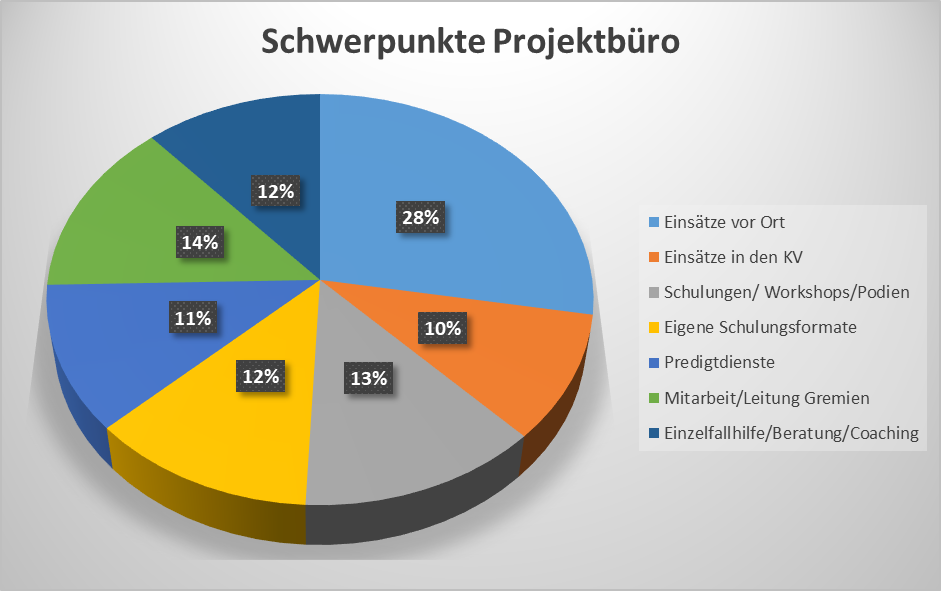 Schwerpunkte Projektbüro
12%
28%
14%
11%
10%
12%
13%
Einsätze vor Ort
Einsätze in den KV
Schulungen/ Workshops/Podien
Eigene Schulungsformate
Predigtdienste
Mitarbeit/Leitung Gremien
Einzelfallhilfe/Beratung/Coaching